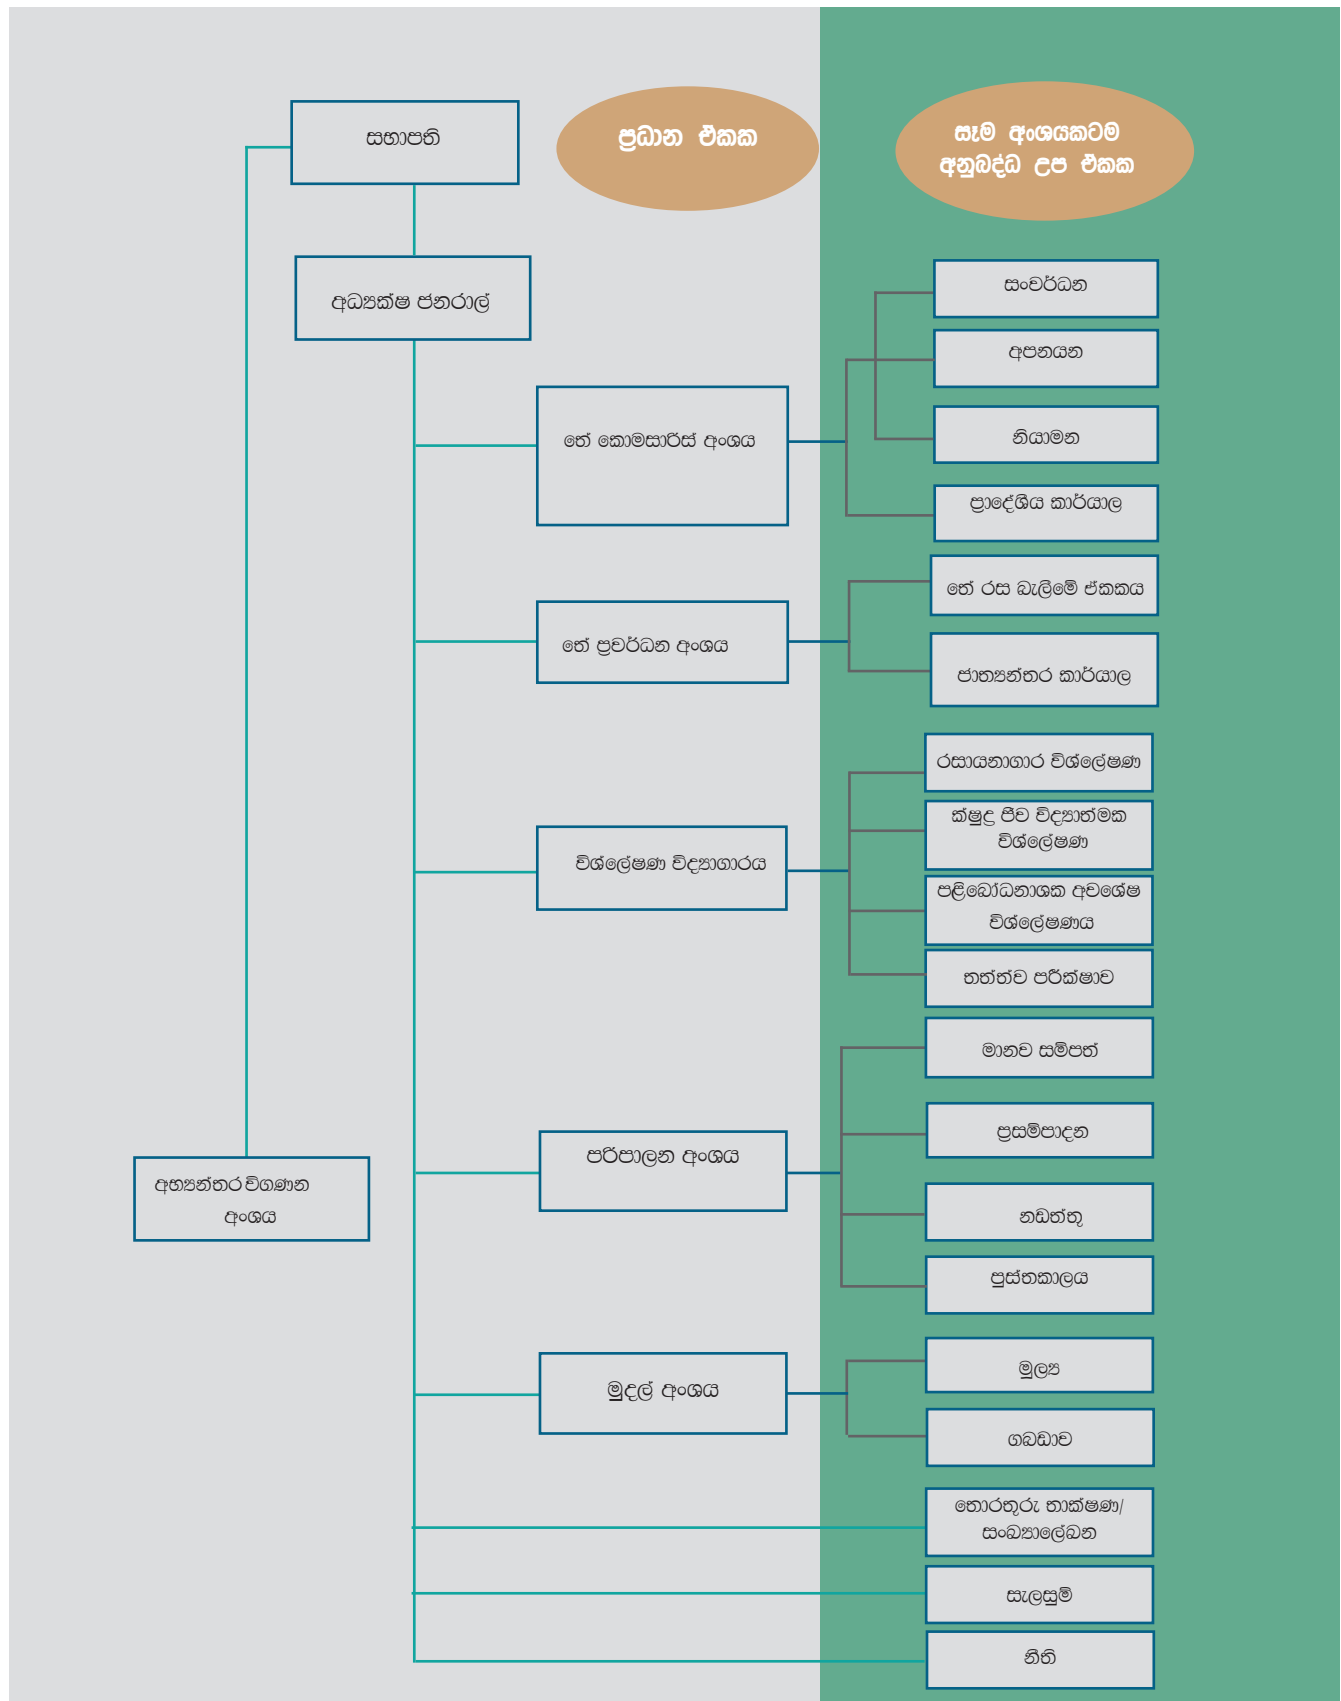 සභාපති
ප්‍රධාන ඒකක
සෑම අංශයකටම
අනුබද්ධ උප ඒකක
අධ්‍යක්ෂ ජනරාල්
සංවර්ධන
අපනයන
තේ කොමසාරිස් අංශය
නියාමන
ප්‍රාදේශීය කාර්යාල
තේ ප්‍රවර්ධන අංශය
තේ රස බැලීමේ ඒකකය
ජාත්‍යන්තර කාර්යාල
විශ්ලේෂණ විද්‍යාගාරය
රසායනාගාර විශ්ලේෂණ
ක්ෂුද්‍ර ජීව විද්‍යාත්මක
විශ්ලේෂණ
පළිබෝධනාශක අවශේෂ
විශ්ලේෂණය
තත්ත්ව පරීක්ෂාව
පරිපාලන අංශය
මානව සම්පත්
ප්‍රසම්පාදන
නඩත්තු
පුස්තකාලය
අභ්‍යන්තර විගණන
අංශය
මුදල් අංශය
මූල්‍ය
ගබඩාව
තොරතුරු තාක්ෂණ/
සංඛ්‍යාලේඛන
සැලසුම්
නීති